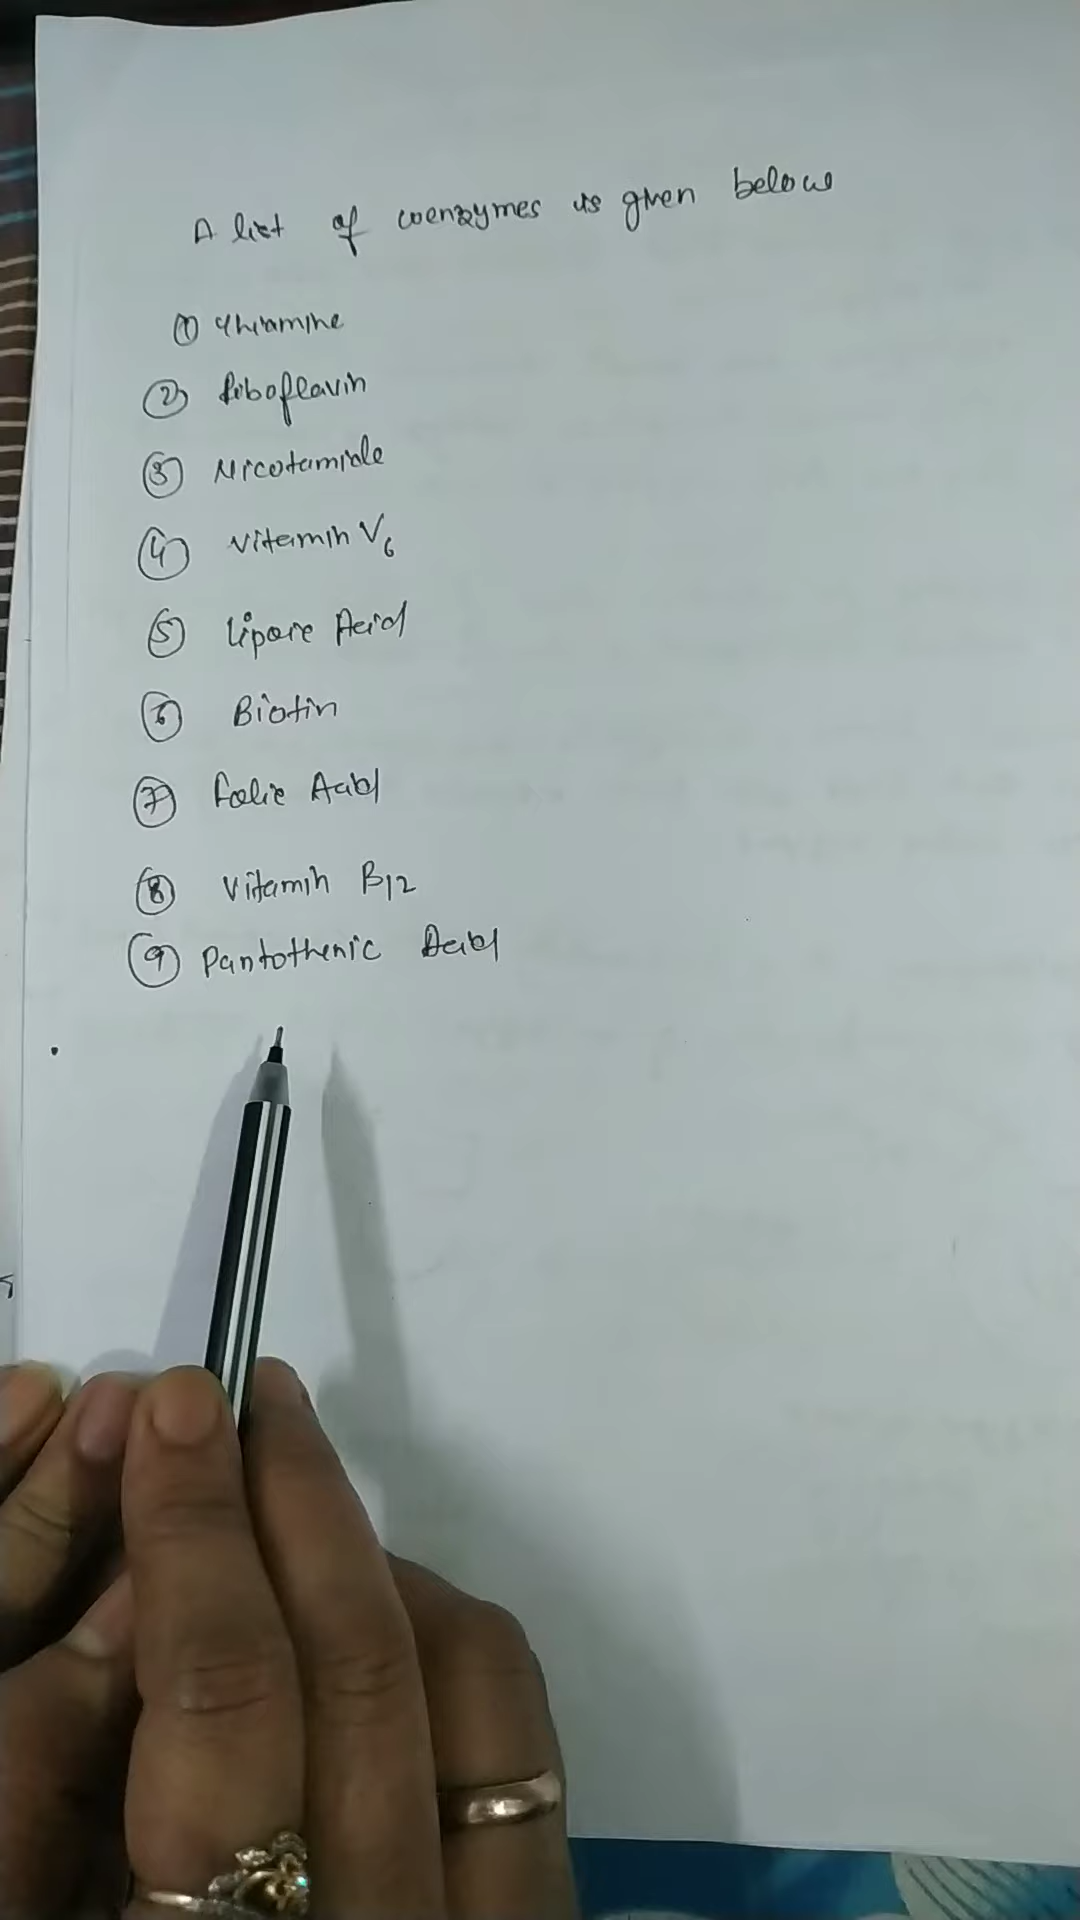 A list of coenzymes is given below
① Thiamine
② Riboflavin
③ Nicotamide
④ Vitamin V6
⑤ Lipoic Acid
⑥ Biotin
⑦ Folic Acid
⑧ Vitamin B12
⑨ Pantothenic Acid